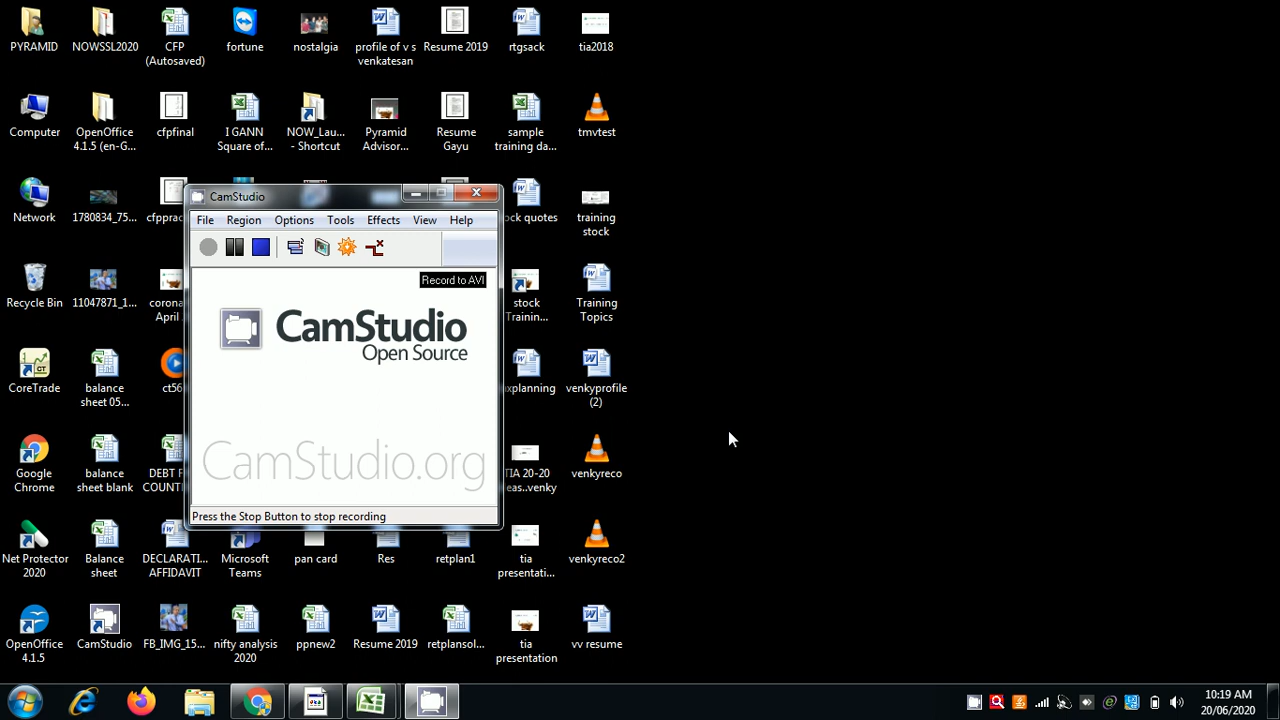 PYRAMID
NOWSSL2020
CFP
(Autosaved)
fortune
nostalgia
profile of v s
venkatesan
Resume 2019
rtgsack
tia2018
Computer
OpenOffice
4.1.5 (en-G...
cfpfinal
I GANN
Square of...
NOW_Lau...
- Shortcut
Pyramid
Advisor...
Resume
Gayu
sample
training da...
tmvtest
Network
1780834_75...
cfpprac
ock quotes
training
stock
Recycle Bin
11047871_1...
corona
April
stock
Trainin...
Training
Topics
CoreTrade
balance
sheet 05...
ct56
axplanning
venkyprofile
(2)
Google
Chrome
balance
sheet blank
DEBT F
COUNT
TIA 20-20
leas..venky
venkyreco
Net Protector
2020
Balance
sheet
DECLARATI...
AFFIDAVIT
Microsoft
Teams
pan card
Res
retplan1
tia
presentati...
venkyreco2
OpenOffice
4.1.5
CamStudio
FB_IMG_15...
nifty analysis
2020
ppnew2
Resume 2019
retplansol...
tia
presentation
vv resume
CamStudio
File Region Options Tools Effects View Help
Record to AVI
CamStudio
Open Source
CamStudio.org
Press the Stop Button to stop recording
10:19 AM
20/06/2020